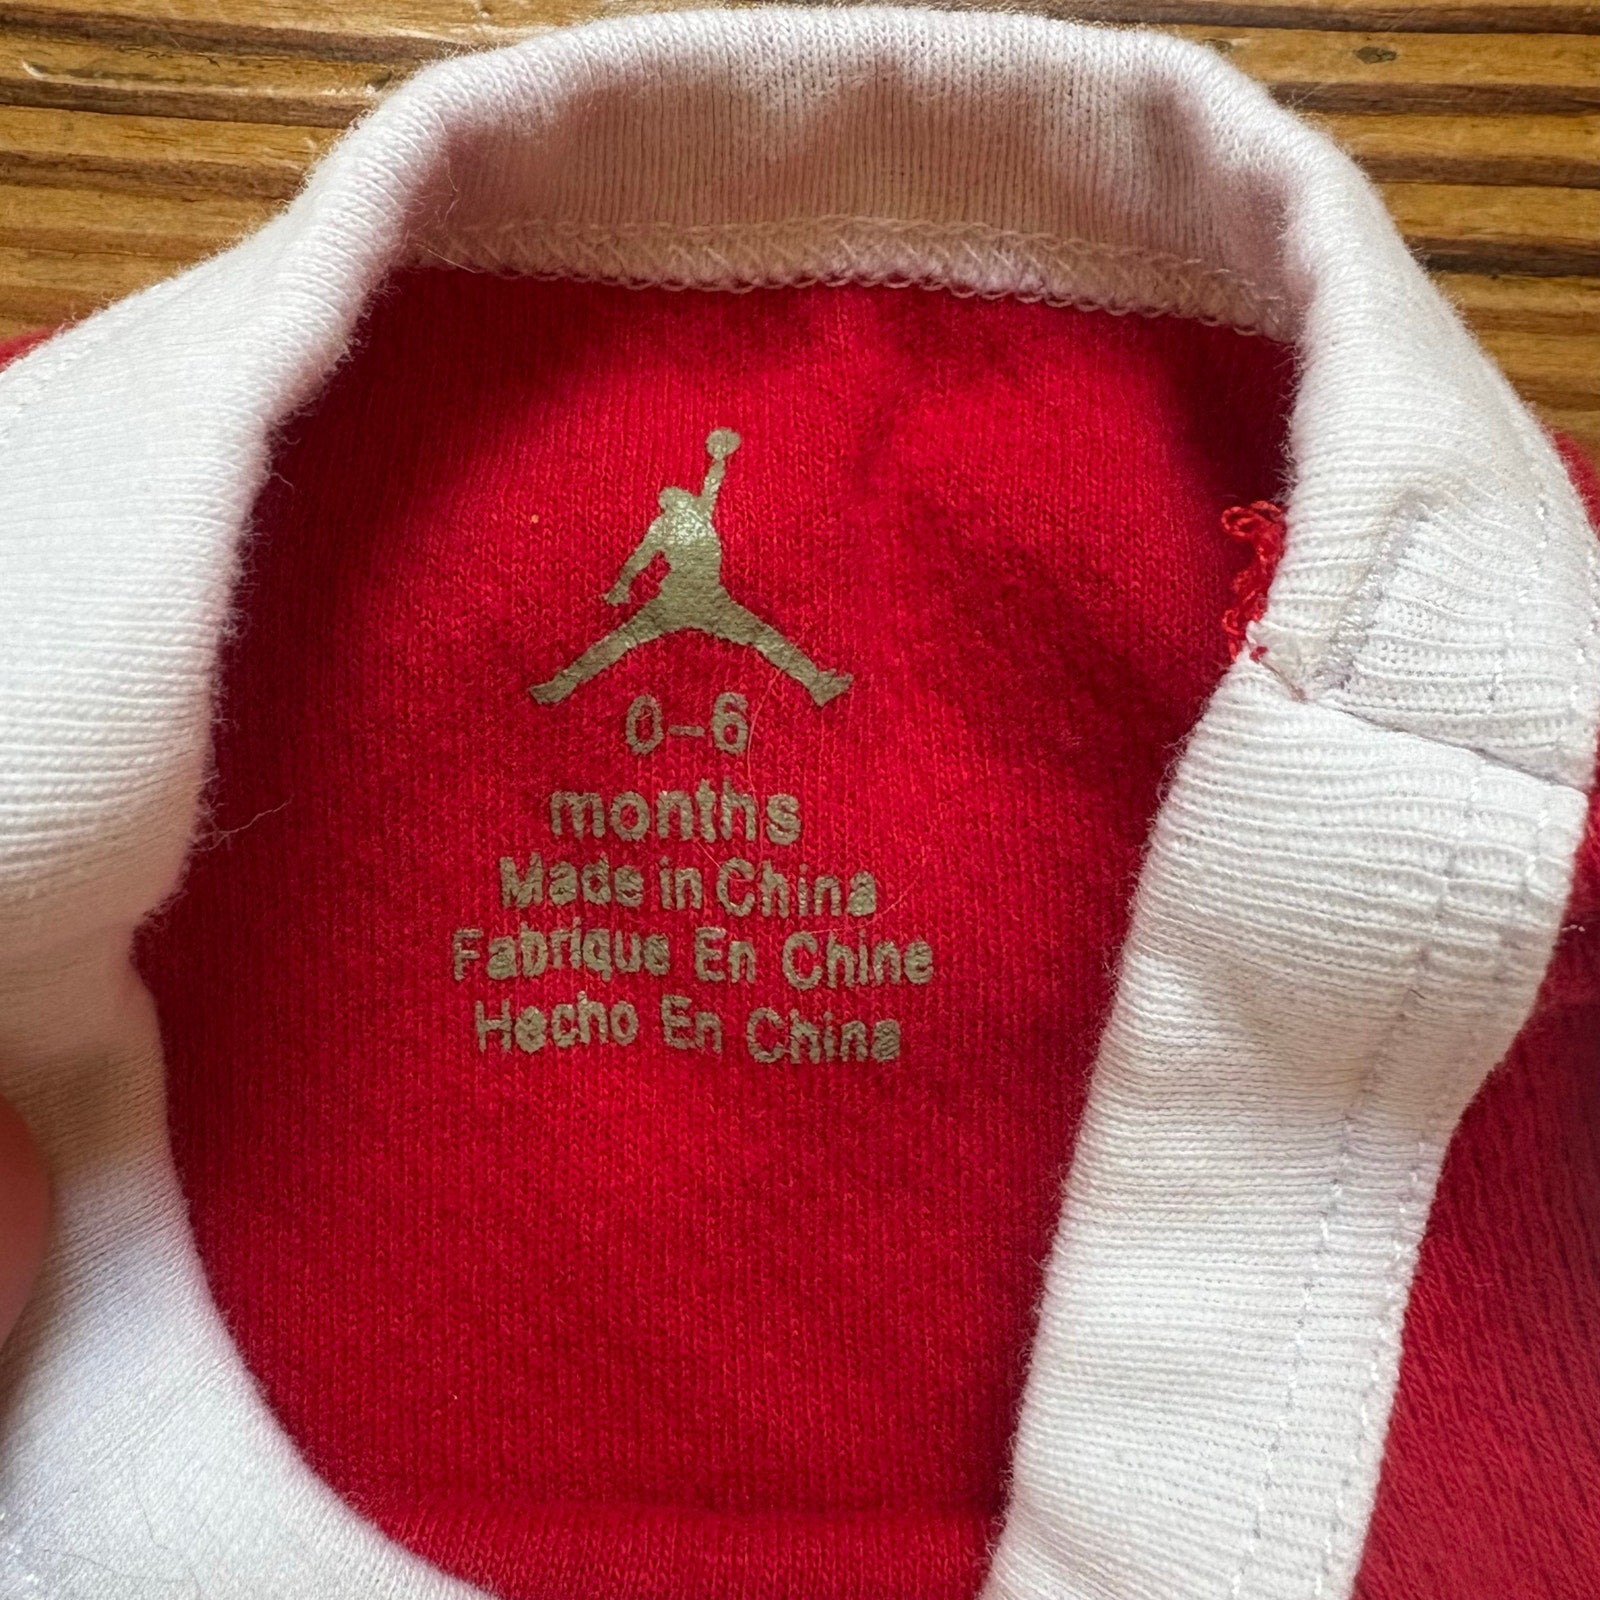 0-6
months
Made in China
Fabrique En Chine
Hecho En China